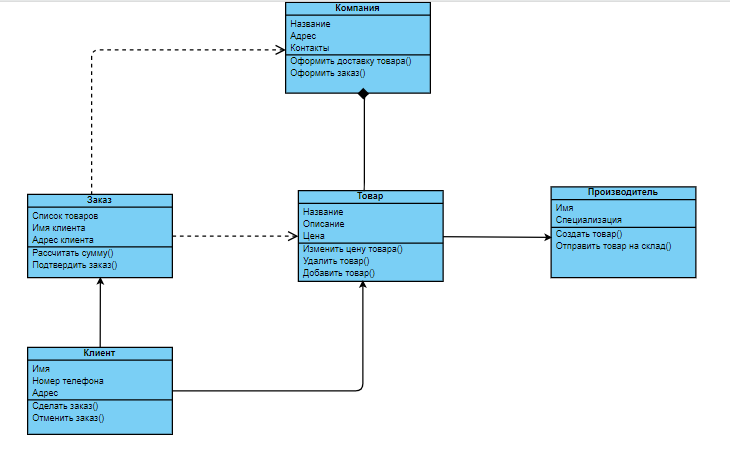 Компания
Название
Адрес
Контакты
Оформить доставку товара()
Оформить заказ()
Заказ
Список товаров
Имя клиента
Адрес клиента
Рассчитать сумму()
Подтвердить заказ()
Товар
Название
Описание
Цена
Изменить цену товара()
Удалить товар()
Добавить товар()
Производитель
Имя
Специализация
Создать товар()
Отправить товар на склад()
Клиент
Имя
Номер телефона
Адрес
Сделать заказ()
Отменить заказ()